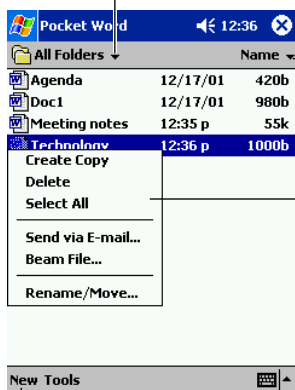 Pocket Word 12:36
All Folders Name
Agenda 12/17/01 420b
Doc1 12/17/01 980b
Meeting notes 12:35 p 55k
Technology 12:36 p 1000b
Create Copy
Delete
Select All
Send via E-mail...
Beam File...
Rename/Move...
New Tools